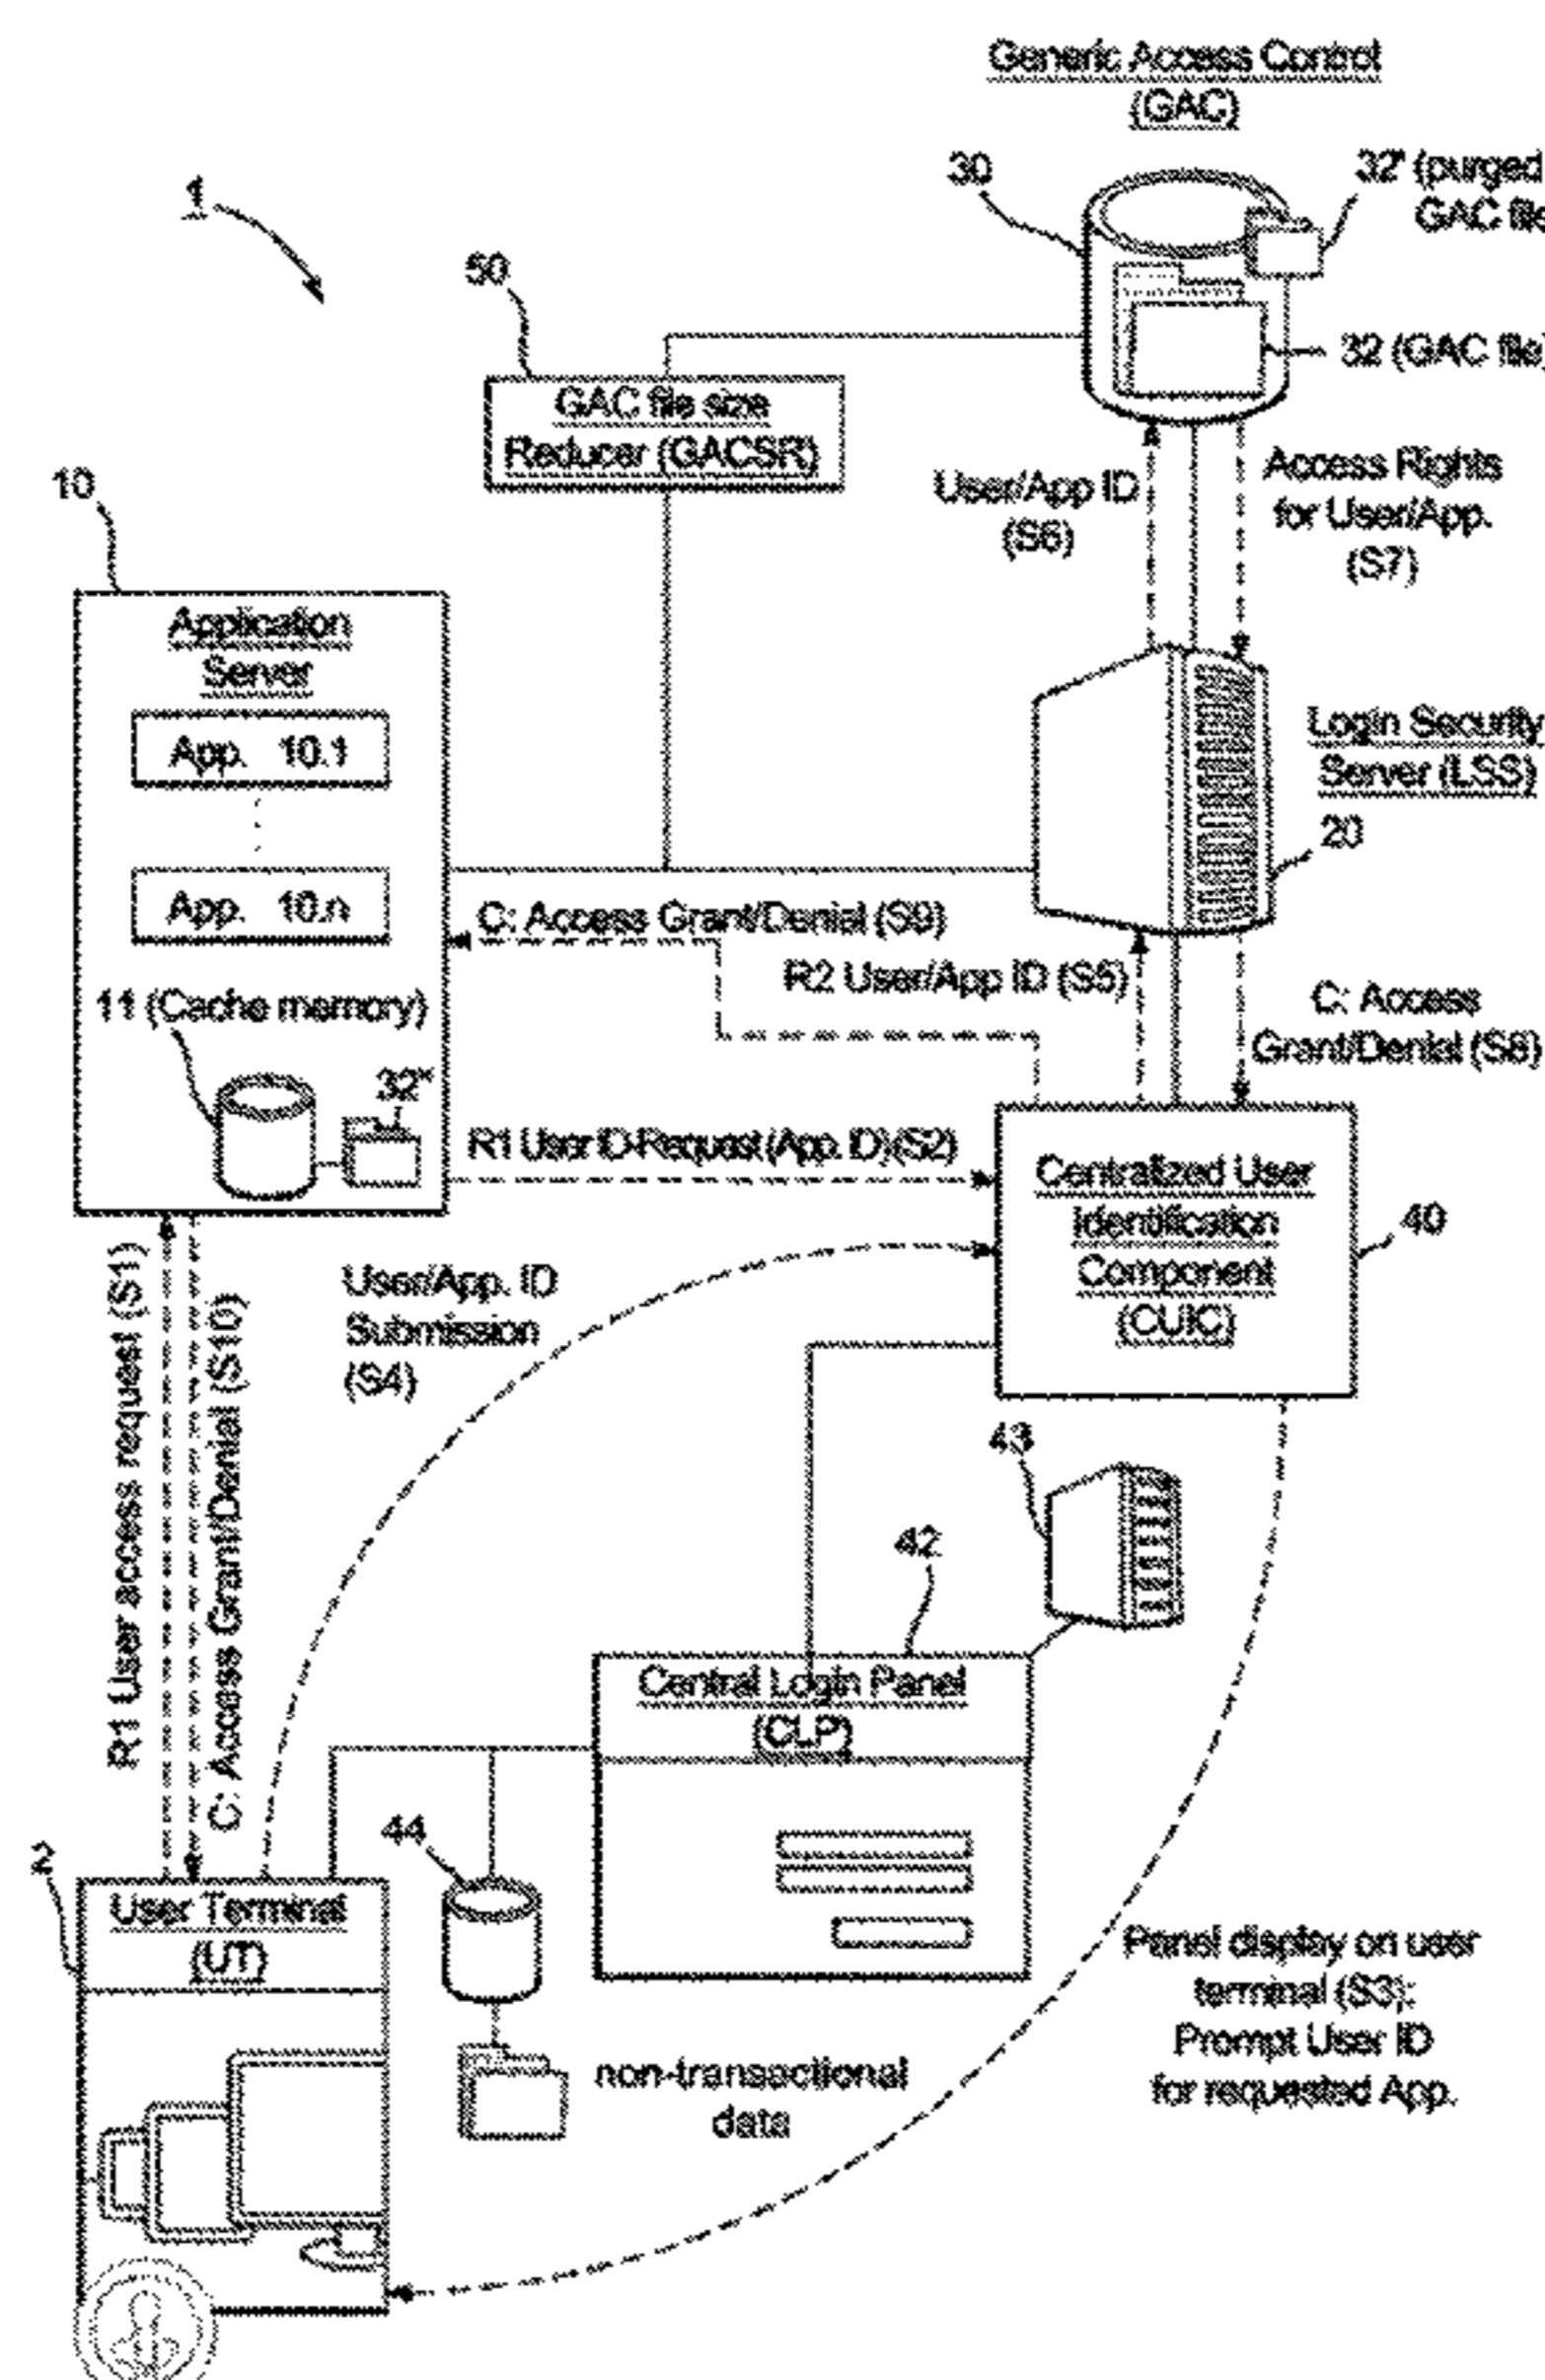 Generic Access Control
(GAC)
30
32' (purged
GAC file
1
50
32 (GAC file)
GAC file size
Reducer (GACSR)
User/App ID
(S6)
Access Rights
for User/App.
(S7)
10
Application
Server
App. 10.1
App. 10.n
Login Security
Server (LSS)
20
C: Access Grant/Denial (S9)
R2 User/App ID (S5)
11 (Cache memory)
C: Access
Grant/Denial (S8)
32"
R1 User ID-Request (App. ID) (S2)
Centralized User
Identification
Component
(CUIC)
40
User/App. ID
Submission
(S4)
R1 User access request (S1)
C: Access Grant/Denial (S10)
43
42
Central Login Panel
(CLP)
44
2
User Terminal
(UT)
Panel display on user
terminal (S3);
Prompt User ID
for requested App.
non-transactional
data